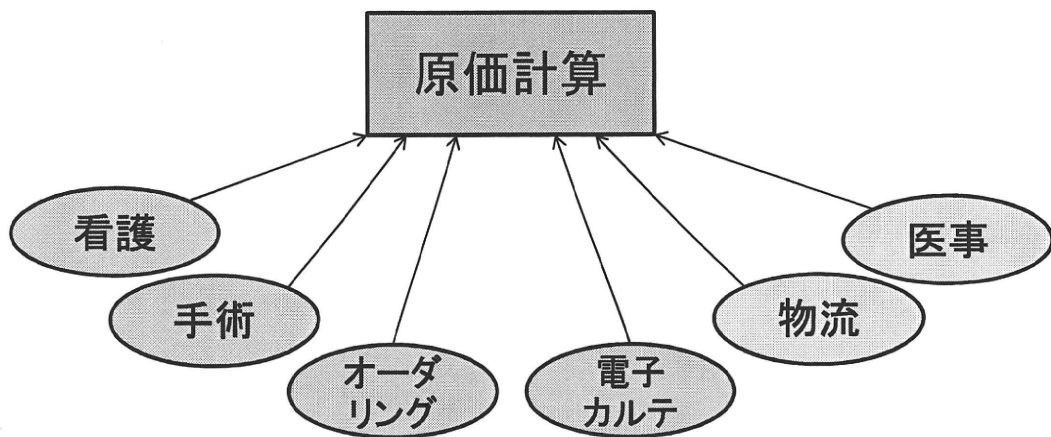 原価計算
看護
医事
手術
物流
オーダ
リング
電子
カルテ